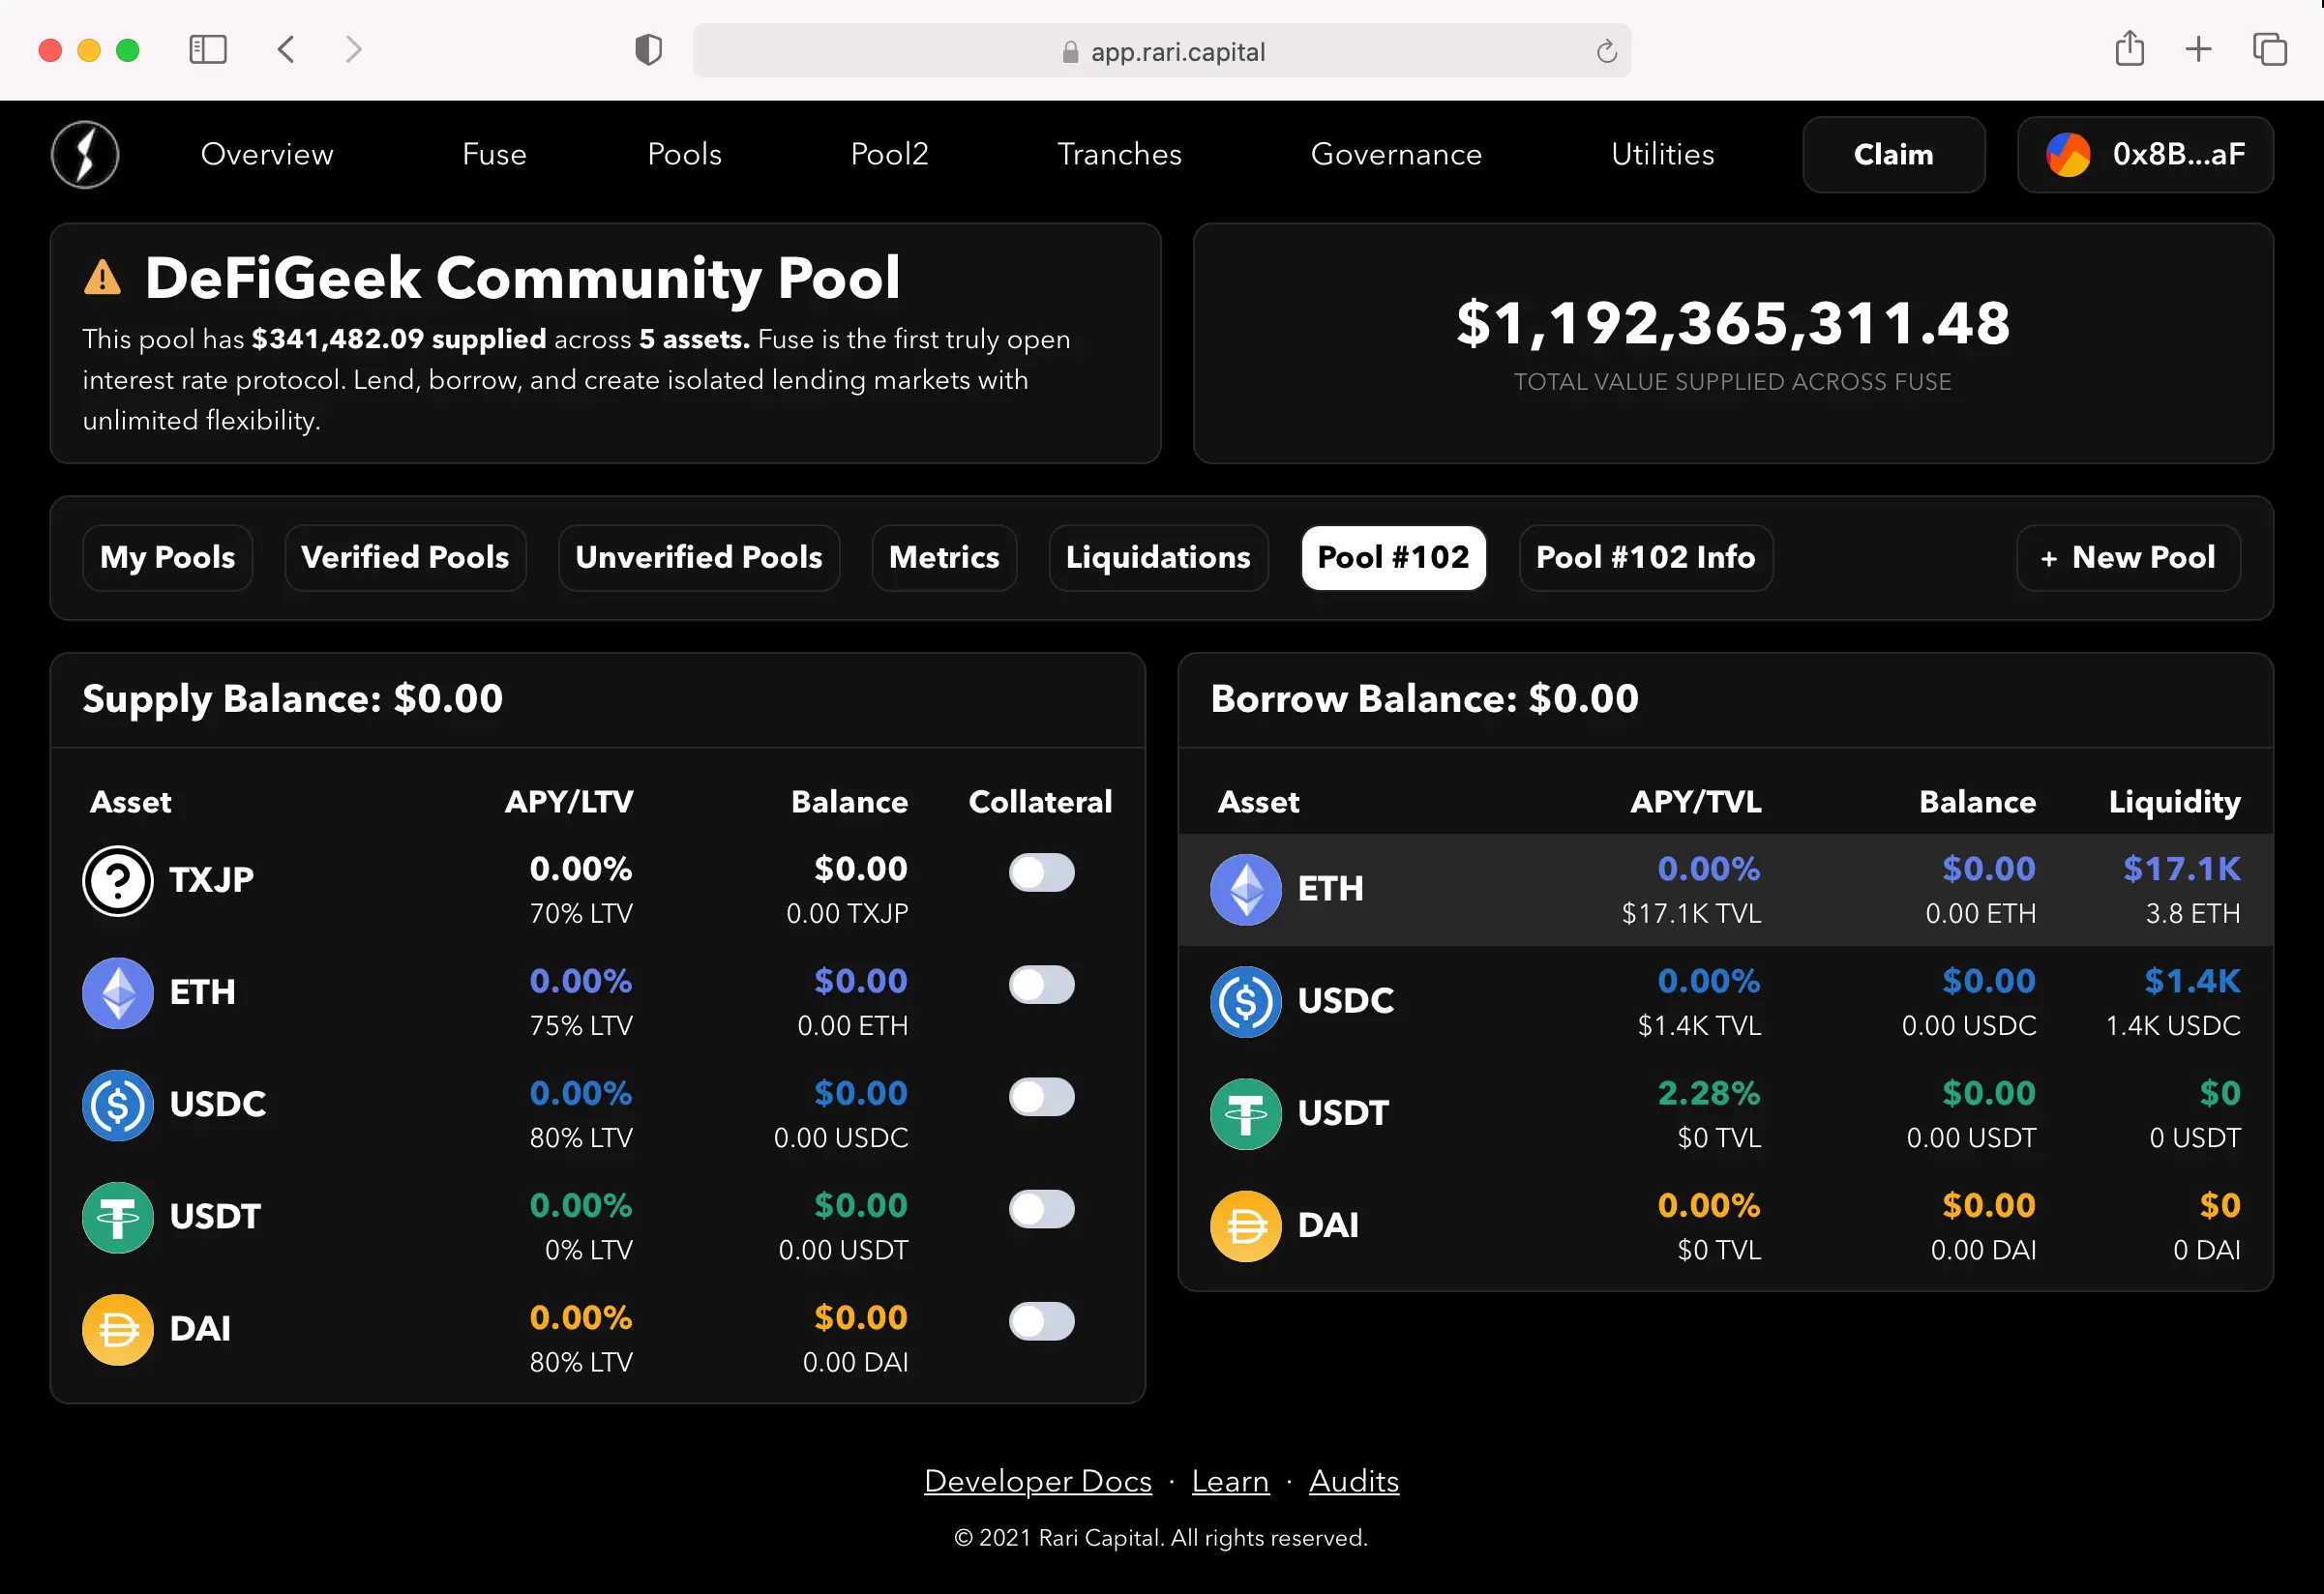 app.rari.capital
Overview Fuse Pools Pool2 Tranches Governance Utilities Claim 0x8B...aF
DeFiGeek Community Pool
This pool has $341,482.09 supplied across 5 assets. Fuse is the first truly open
interest rate protocol. Lend, borrow, and create isolated lending markets with
unlimited flexibility.
$1,192,365,311.48
TOTAL VALUE SUPPLIED ACROSS FUSE
My Pools Verified Pools Unverified Pools Metrics Liquidations Pool #102 Pool #102 Info + New Pool
Supply Balance: $0.00
Asset APY/LTV Balance Collateral
TXJP 0.00% $0.00
70% LTV 0.00 TXJP
ETH 0.00% $0.00
75% LTV 0.00 ETH
USDC 0.00% $0.00
80% LTV 0.00 USDC
USDT 0.00% $0.00
0% LTV 0.00 USDT
DAI 0.00% $0.00
80% LTV 0.00 DAI
Borrow Balance: $0.00
Asset APY/TVL Balance Liquidity
ETH 0.00% $0.00 $17.1K
$17.1K TVL 0.00 ETH 3.8 ETH
USDC 0.00% $0.00 $1.4K
$1.4K TVL 0.00 USDC 1.4K USDC
USDT 2.28% $0.00 $0
$0 TVL 0.00 USDT 0 USDT
DAI 0.00% $0.00 $0
$0 TVL 0.00 DAI 0 DAI
Developer Docs · Learn · Audits
© 2021 Rari Capital. All rights reserved.